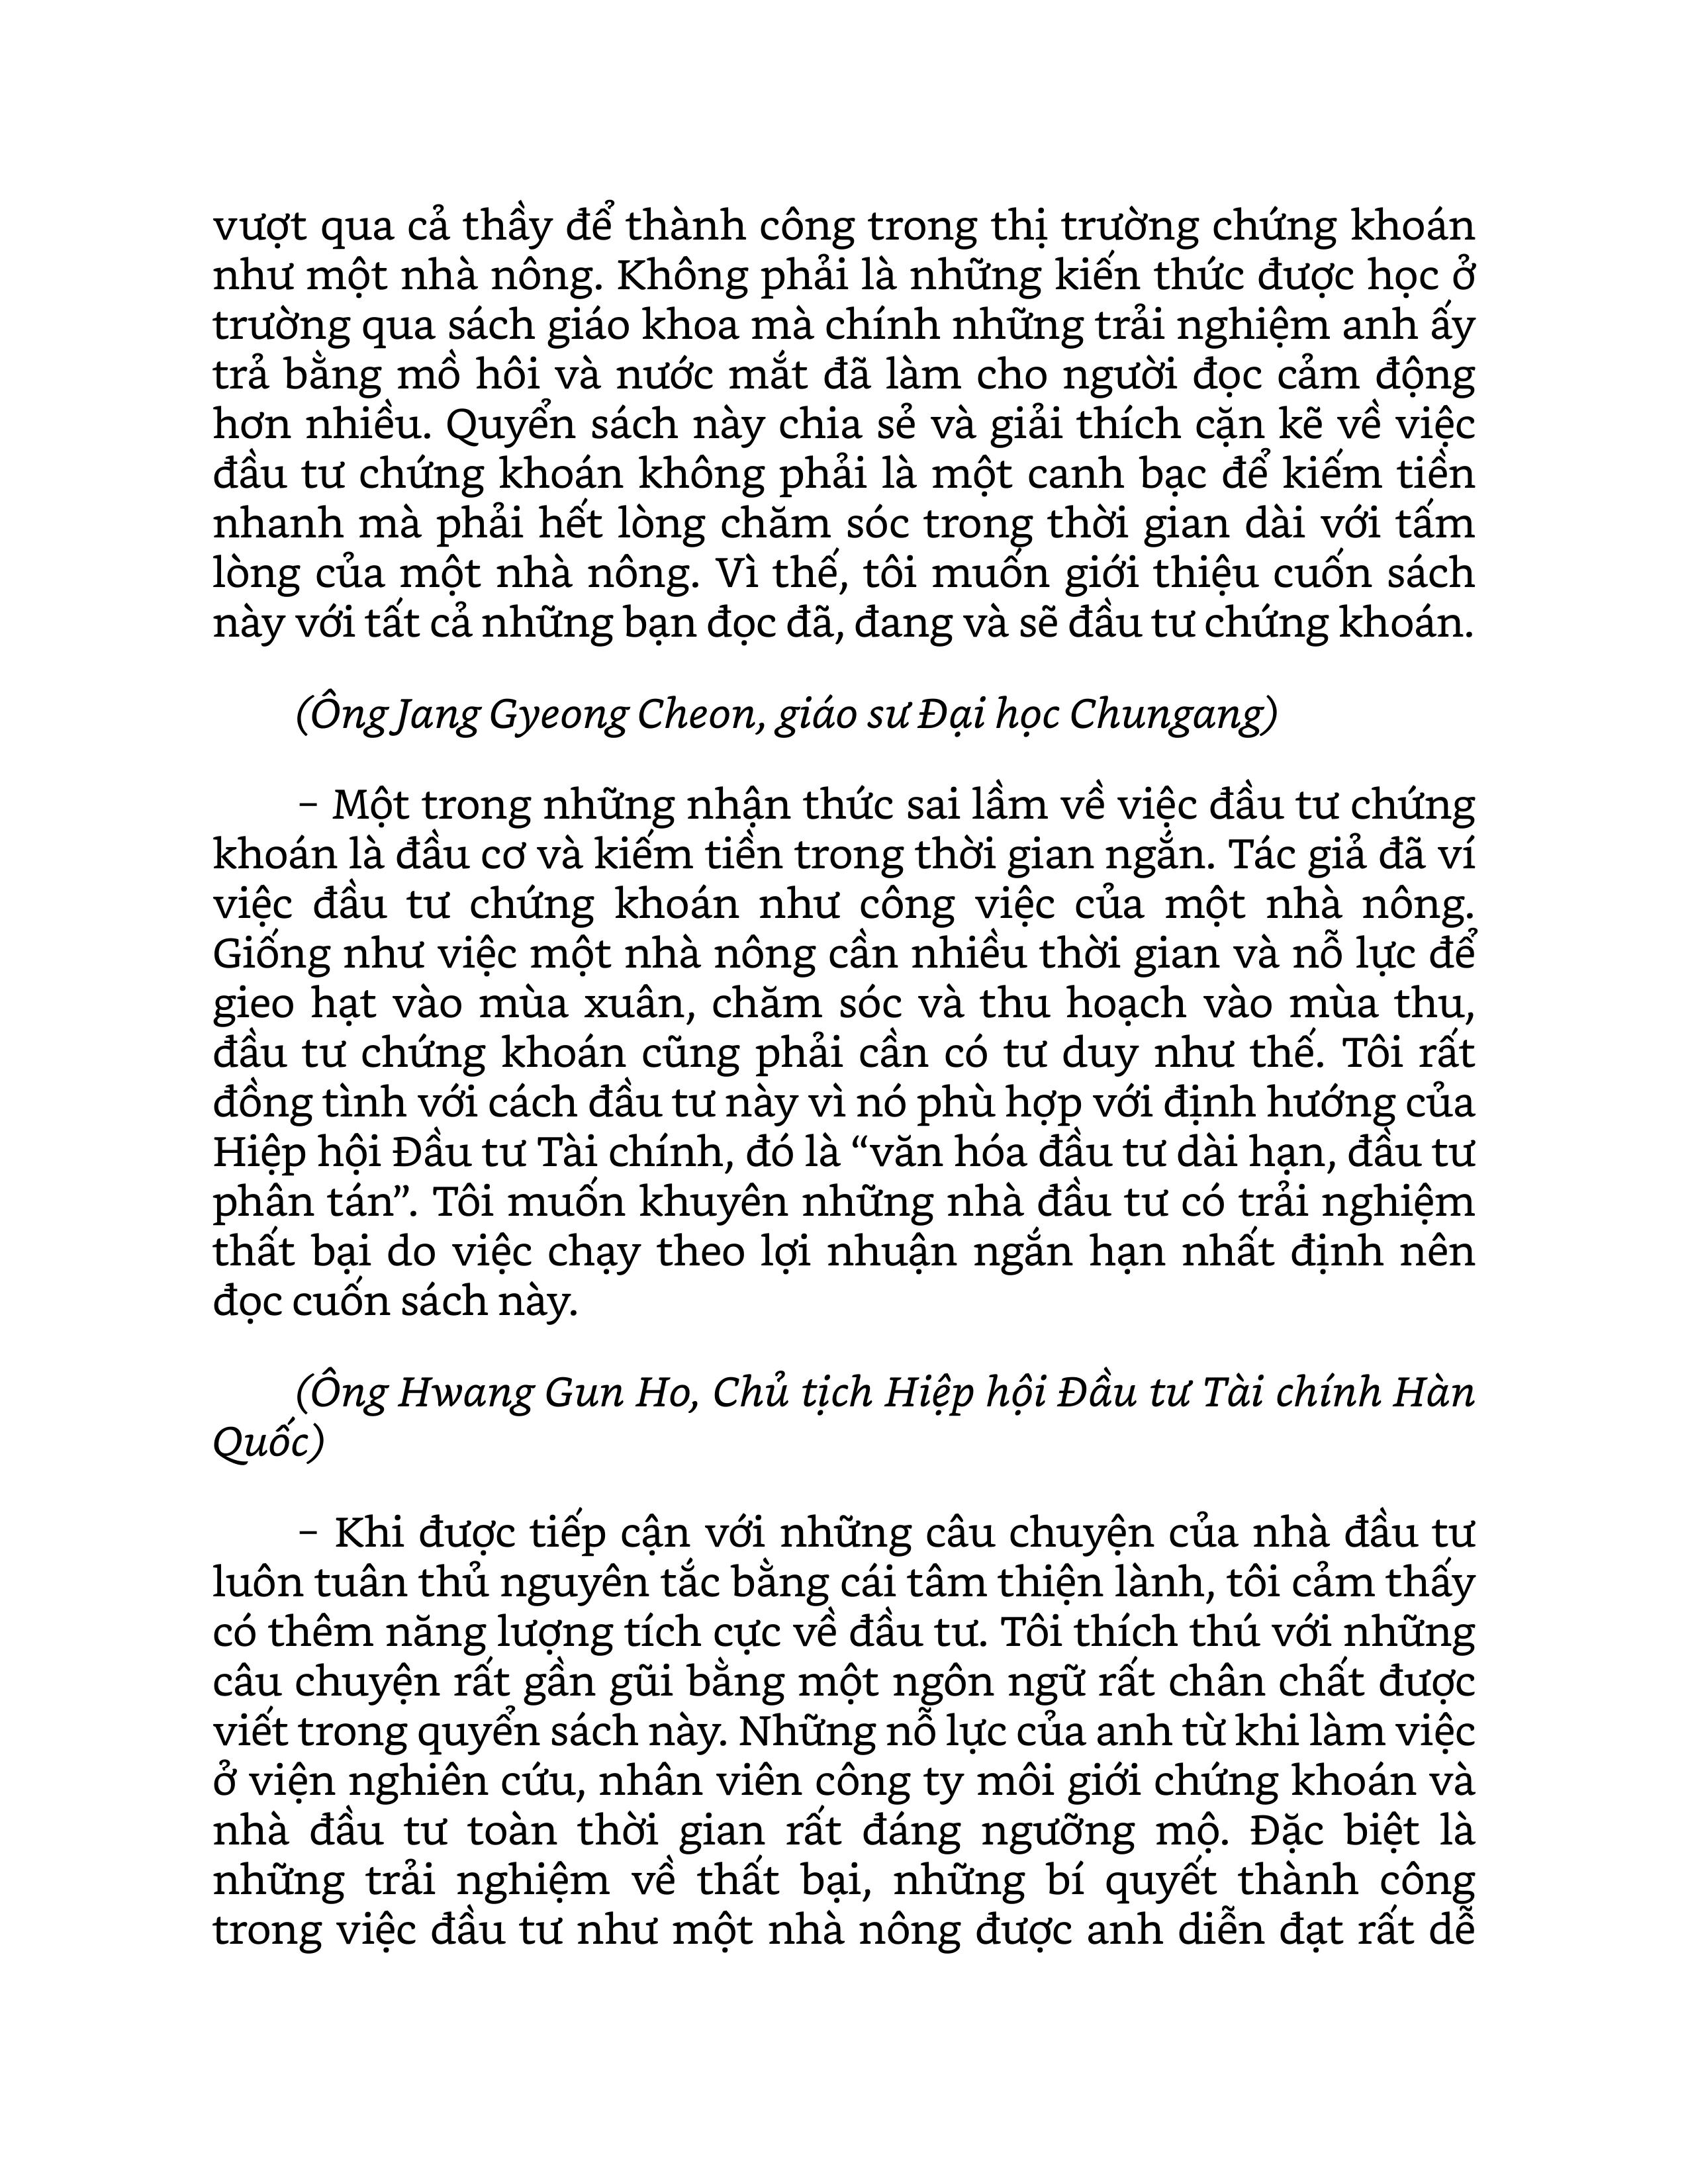 vượt qua cả thầy để thành công trong thị trường chứng khoán
như một nhà nông. Không phải là những kiến thức được học ở
trường qua sách giáo khoa mà chính những trải nghiệm anh ấy
trả bằng mồ hôi và nước mắt đã làm cho người đọc cảm động
hơn nhiều. Quyển sách này chia sẻ và giải thích cặn kẽ về việc
đầu tư chứng khoán không phải là một canh bạc để kiếm tiền
nhanh mà phải hết lòng chăm sóc trong thời gian dài với tấm
lòng của một nhà nông. Vì thế, tôi muốn giới thiệu cuốn sách
này với tất cả những bạn đọc đã, đang và sẽ đầu tư chứng khoán.
(Ông Jang Gyeong Cheon, giáo sư Đại học Chungang)
– Một trong những nhận thức sai lầm về việc đầu tư chứng
khoán là đầu cơ và kiếm tiền trong thời gian ngắn. Tác giả đã ví
việc đầu tư chứng khoán như công việc của một nhà nông.
Giống như việc một nhà nông cần nhiều thời gian và nỗ lực để
gieo hạt vào mùa xuân, chăm sóc và thu hoạch vào mùa thu,
đầu tư chứng khoán cũng phải cần có tư duy như thế. Tôi rất
đồng tình với cách đầu tư này vì nó phù hợp với định hướng của
Hiệp hội Đầu tư Tài chính, đó là “văn hóa đầu tư dài hạn, đầu tư
phân tán”. Tôi muốn khuyên những nhà đầu tư có trải nghiệm
thất bại do việc chạy theo lợi nhuận ngắn hạn nhất định nên
đọc cuốn sách này.
(Ông Hwang Gun Ho, Chủ tịch Hiệp hội Đầu tư Tài chính Hàn
Quốc)
– Khi được tiếp cận với những câu chuyện của nhà đầu tư
luôn tuân thủ nguyên tắc bằng cái tâm thiện lành, tôi cảm thấy
có thêm năng lượng tích cực về đầu tư. Tôi thích thú với những
câu chuyện rất gần gũi bằng một ngôn ngữ rất chân chất được
viết trong quyển sách này. Những nỗ lực của anh từ khi làm việc
ở viện nghiên cứu, nhân viên công ty môi giới chứng khoán và
nhà đầu tư toàn thời gian rất đáng ngưỡng mộ. Đặc biệt là
những trải nghiệm về thất bại, những bí quyết thành công
trong việc đầu tư như một nhà nông được anh diễn đạt rất dễ